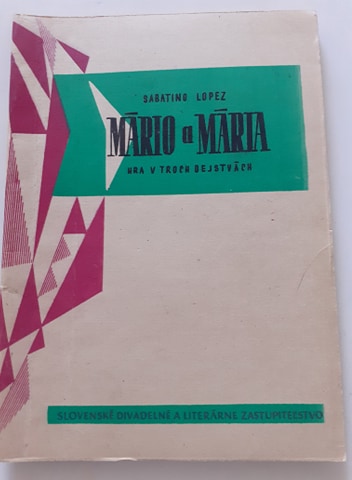 SABATINO LOPEZ
MÁRIO a MÁRIA
HRA V TROCH DEJSTVÁCH
SLOVENSKÉ DIVADELNÉ A LITERÁRNE ZASTUPITEĽSTVO